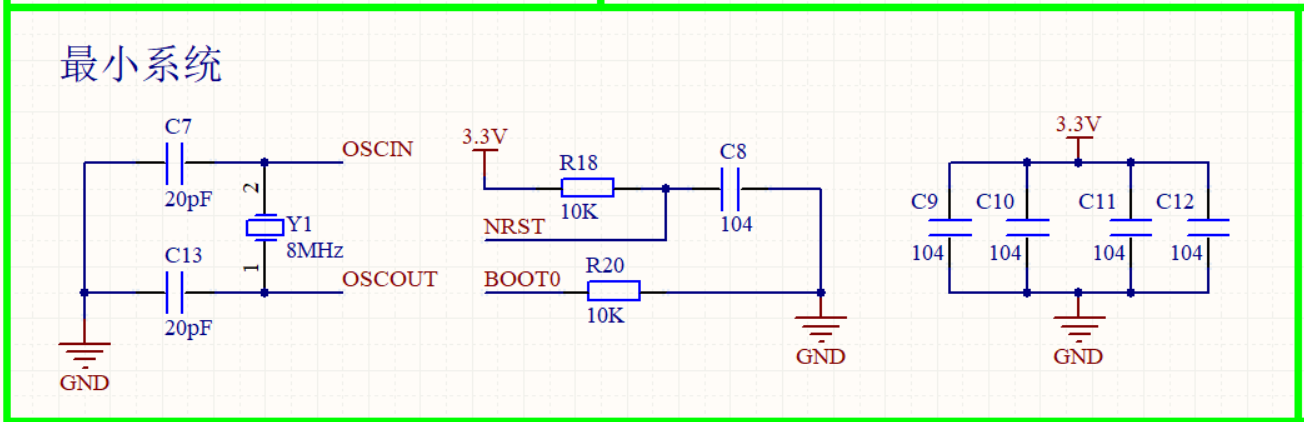 最小系统
C7
20pF
OSCIN
2
Y1
8MHz
1
C13
20pF
OSCOUT
GND
3.3V
R18
10K
C8
104
NRST
BOOT0
R20
10K
GND
3.3V
C9
104
C10
104
C11
104
C12
104
GND